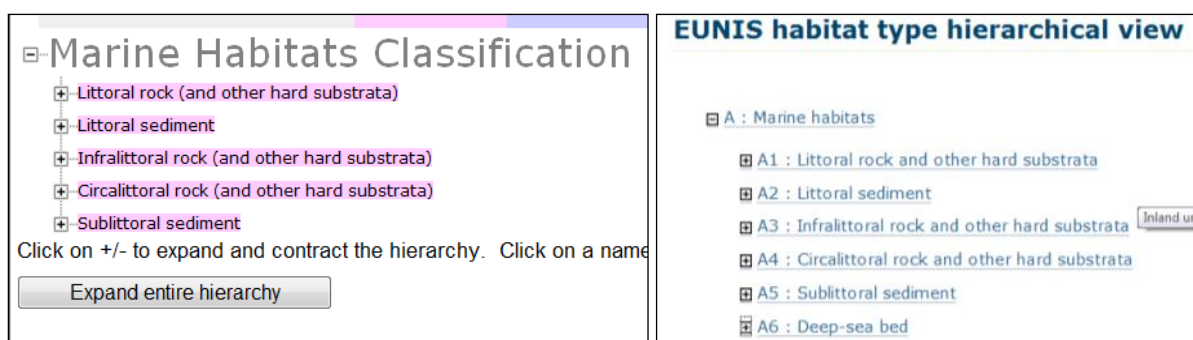 Marine Habitats Classification
Littoral rock (and other hard substrata)
Littoral sediment
Infralittoral rock (and other hard substrata)
Circalittoral rock (and other hard substrata)
Sublittoral sediment
Click on +/- to expand and contract the hierarchy. Click on a name
Expand entire hierarchy
EUNIS habitat type hierarchical view
A : Marine habitats
A1 : Littoral rock and other hard substrata
A2 : Littoral sediment
A3 : Infralittoral rock and other hard substrata
Inland
A4 : Circalittoral rock and other hard substrata
A5 : Sublittoral sediment
A6 : Deep-sea bed